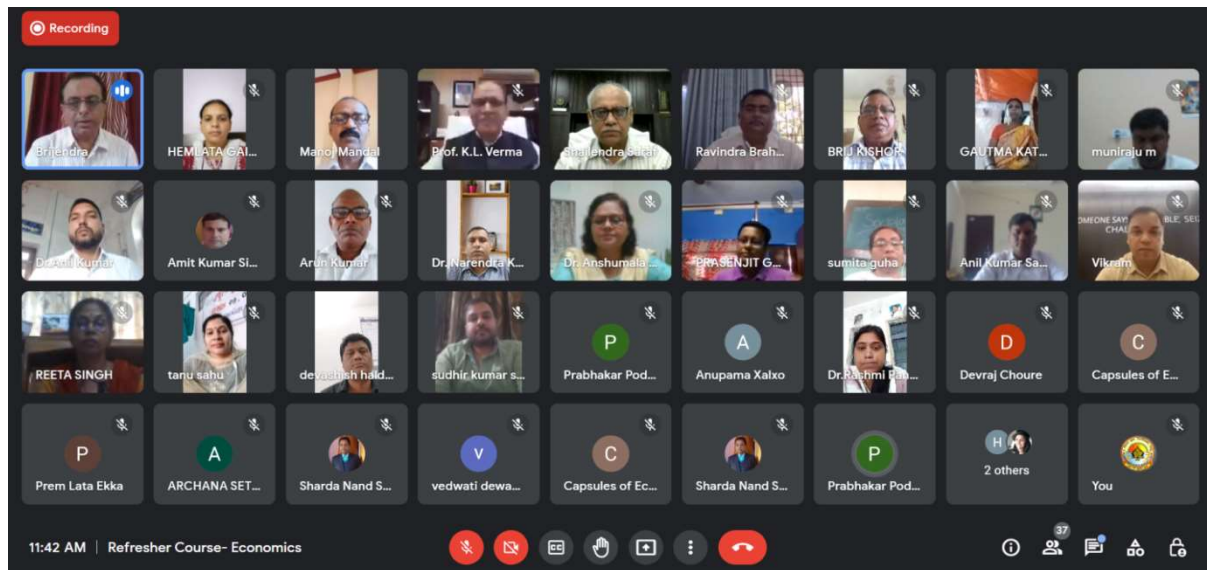 Recording
Brijendra
HEMLATA GAI...
Manoj Mandal
Prof. K.L. Verma
Shailendra Saraf
Ravindra Brah...
BRIJ KISHOR
GAUTMA KAT...
muniraju m
Dr. Anil Kumar
Amit Kumar Si...
Arun Kumar
Dr. Narendra K...
Dr. Anshumala
PRASENJIT G...
sumita guha
Anil Kumar Sa...
Vikram
REETA SINGH
tanu sahu
devashish hald...
sudhir kumar s...
P
Prabhakar Pod...
A
Anupama Xalxo
Dr.Rashmi
D
Devraj Choure
C
Capsules of E...
P
Prem Lata Ekka
A
ARCHANA SET...
Sharda Nand S...
V
vedwati dewa...
C
Capsules of Ec...
Sharda Nand S...
P
Prabhakar Pod...
H
2 others
You
11:42 AM | Refresher Course- Economics
CC
37